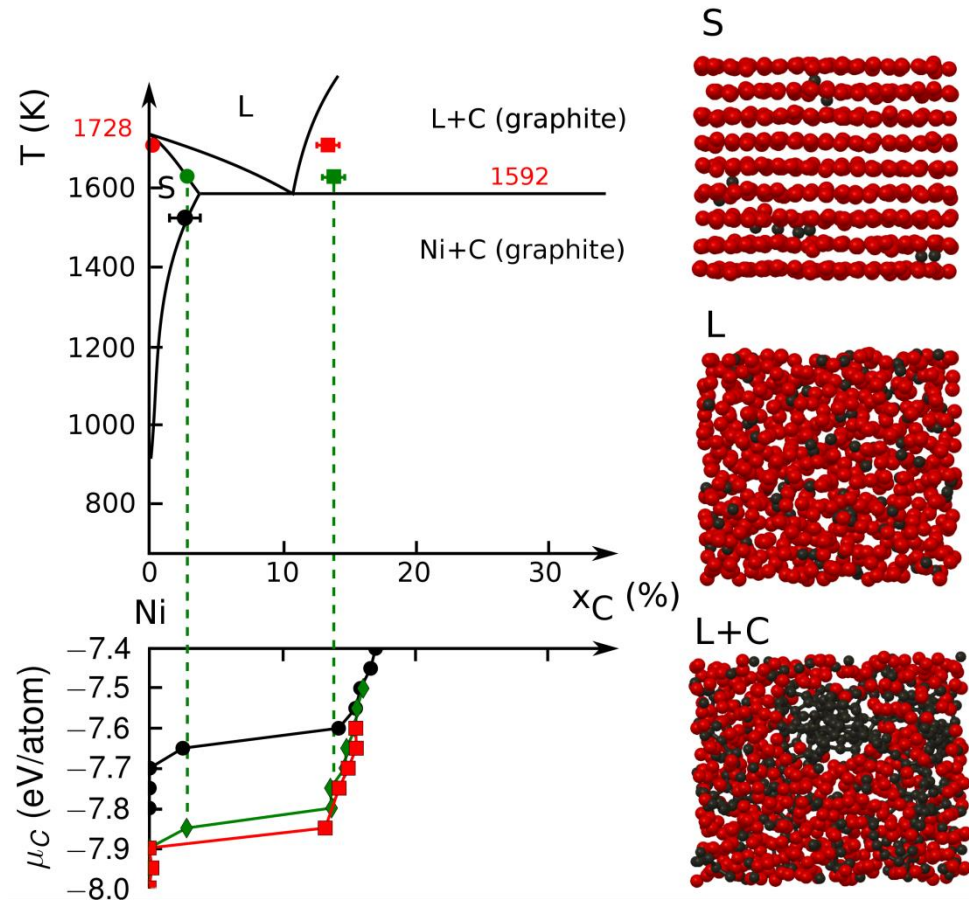 S
T (K)
L
L+C (graphite)
1728
1592
1600
S
Ni+C (graphite)
1400
1200
1000
800
0
10
20
30
Ni
xC (%)
L
L+C
−7.4
−7.5
−7.6
−7.7
−7.8
−7.9
−8.0
μC (eV/atom)